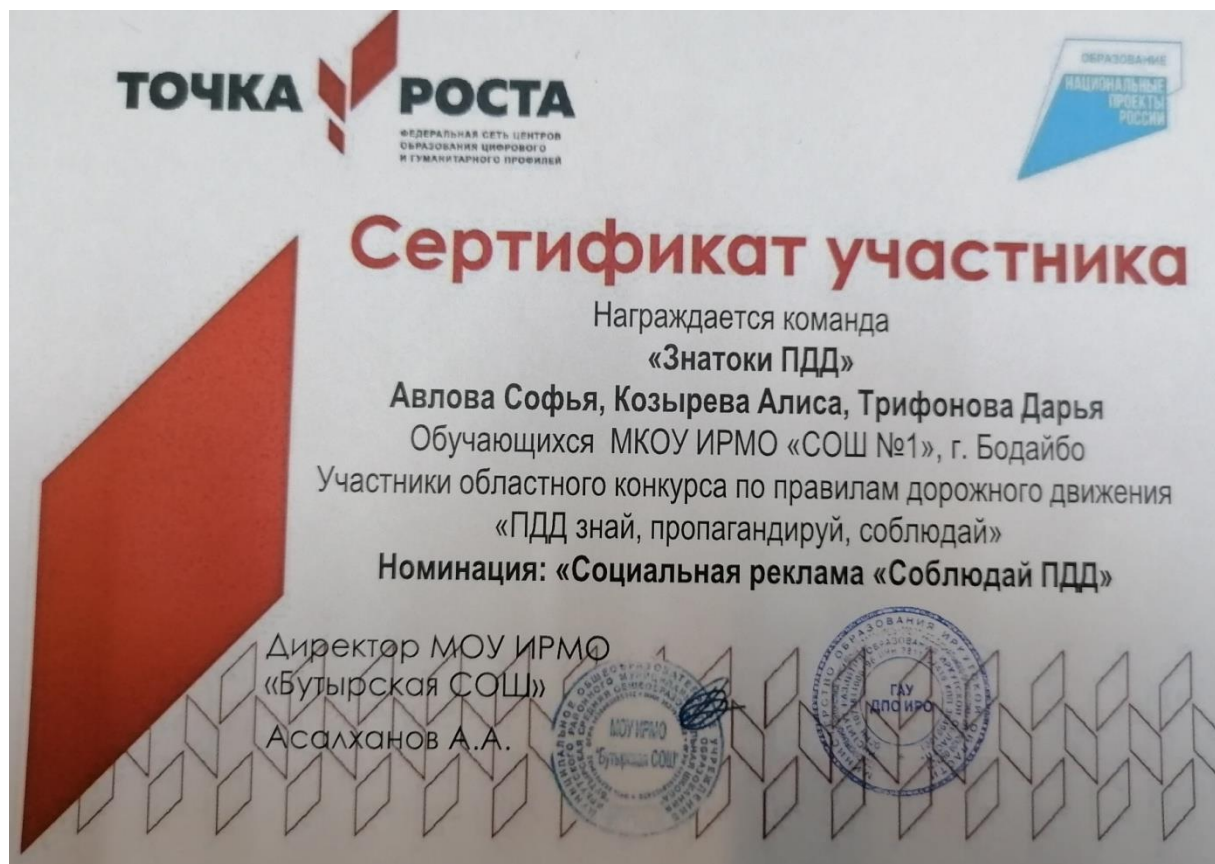 ТОЧКА РОСТА
ФЕДЕРАЛЬНАЯ СЕТЬ ЦЕНТРОВ
ОБРАЗОВАНИЯ ЦИФРОВОГО
И ГУМАНИТАРНОГО ПРОФИЛЕЙ
ОБРАЗОВАНИЕ
НАЦИОНАЛЬНЫЕ
ПРОЕКТЫ
РОССИИ
Сертификат участника
Награждается команда
«Знатоки ПДД»
Авлова Софья, Козырева Алиса, Трифонова Дарья
Обучающихся МКОУ ИРМО «СОШ №1», г. Бодайбо
Участники областного конкурса по правилам дорожного движения
«ПДД знай, пропагандируй, соблюдай»
Номинация: «Социальная реклама «Соблюдай ПДД»
Директор МОУ ИРМО
«Бутырская СОШ»
Асалханов А.А.
МОУ ИРМО
"Бутырская СОШ"
ГАУ
ДПО ИРО